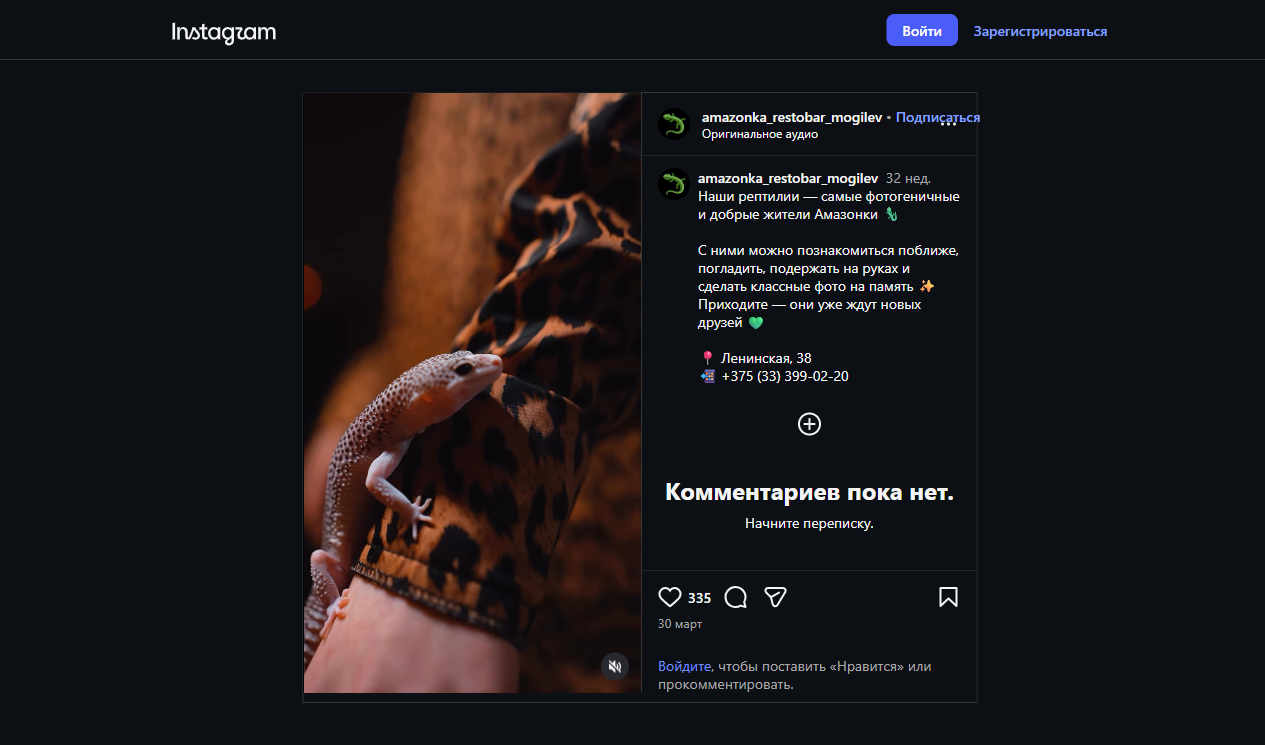 Instagram
Войти
Зарегистрироваться
amazonka_restobar_mogilev • Подписаться
Оригинальное аудио
amazonka_restobar_mogilev 32 нед.
Наши рептилии — самые фотогеничные
и добрые жители Амазонки 🦎
С ними можно познакомиться поближе,
погладить, подержать на руках и
сделать классные фото на память ✨
Приходите — они уже ждут новых
друзей 💚
📍 Ленинская, 38
📲 +375 (33) 399-02-20
Комментариев пока нет.
Начните переписку.
335
30 март
Войдите, чтобы поставить «Нравится» или
прокомментировать.